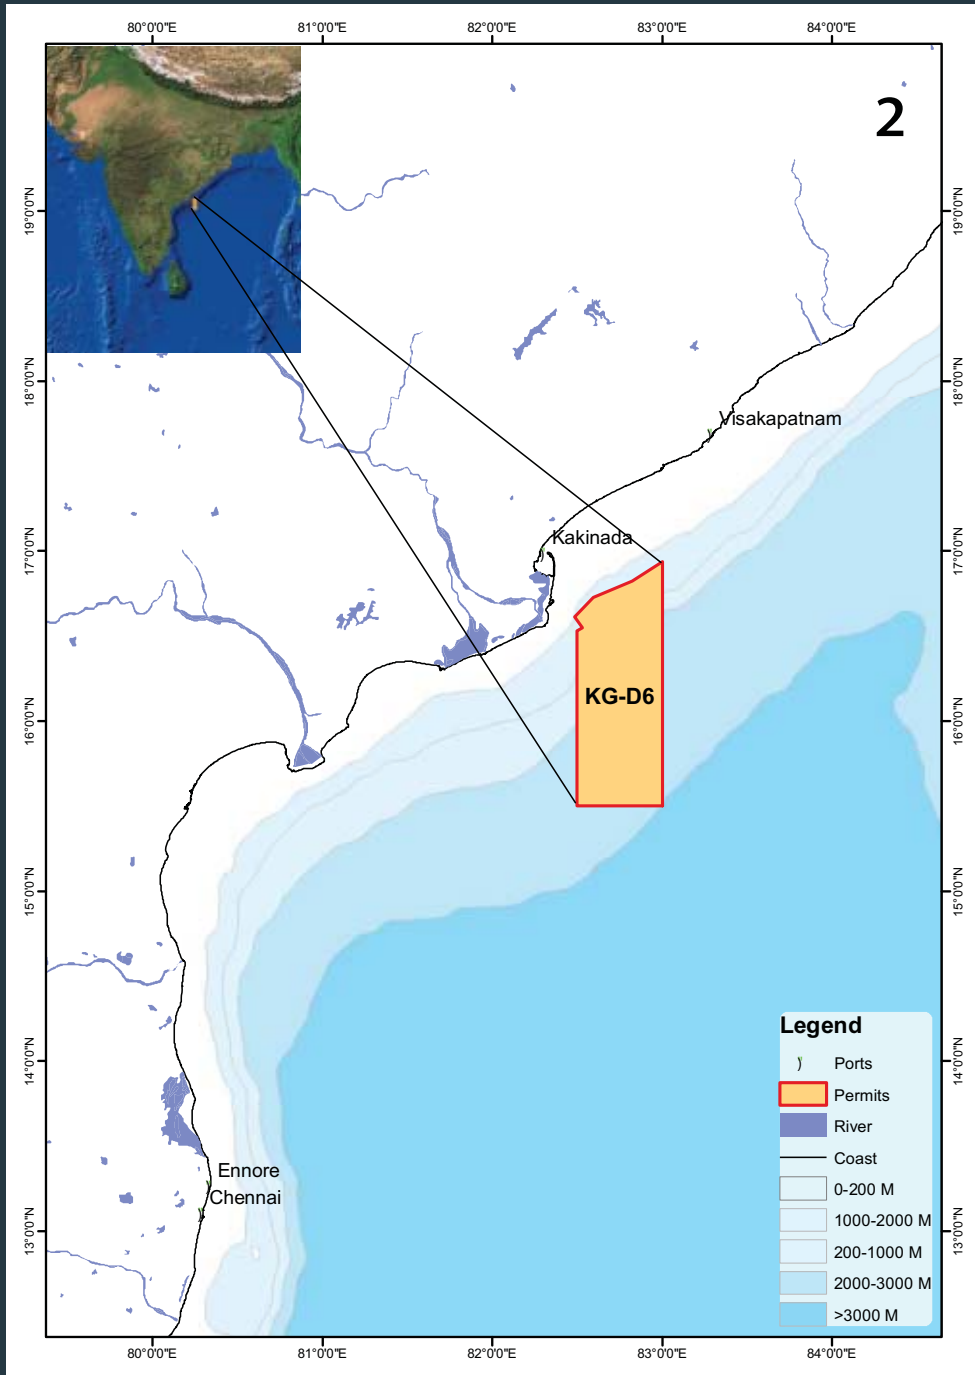 80°0'0"E 81°0'0"E 82°0'0"E 83°0'0"E 84°0'0"E
2
19°0'0"N 19°0'0"N
18°0'0"N 18°0'0"N
Visakapatnam
17°0'0"N 17°0'0"N
Kakinada
KG-D6
16°0'0"N 16°0'0"N
15°0'0"N 15°0'0"N
14°0'0"N 14°0'0"N
Ennore
Chennai
13°0'0"N 13°0'0"N
Legend
Ports
Permits
River
Coast
0-200 M
1000-2000 M
200-1000 M
2000-3000 M
>3000 M
80°0'0"E 81°0'0"E 82°0'0"E 83°0'0"E 84°0'0"E